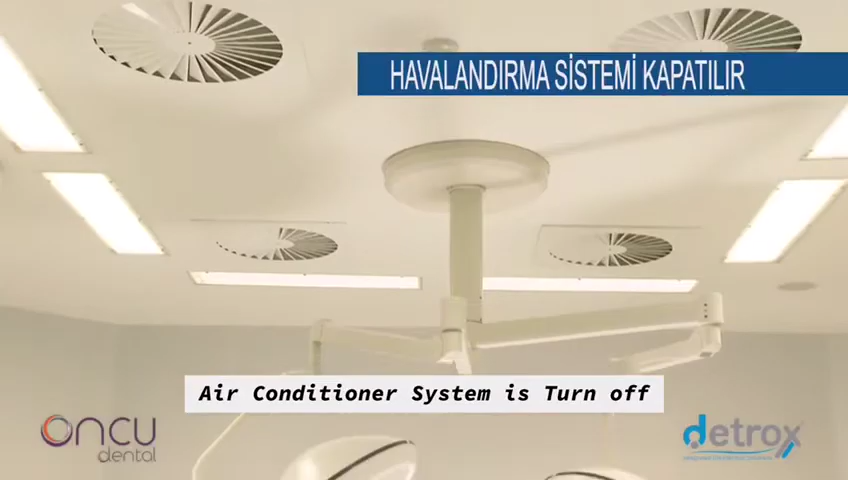 HAVALANDIRMA SİSTEMİ KAPATILIR
Air Conditioner System is Turn off
oncu
dental
detrox